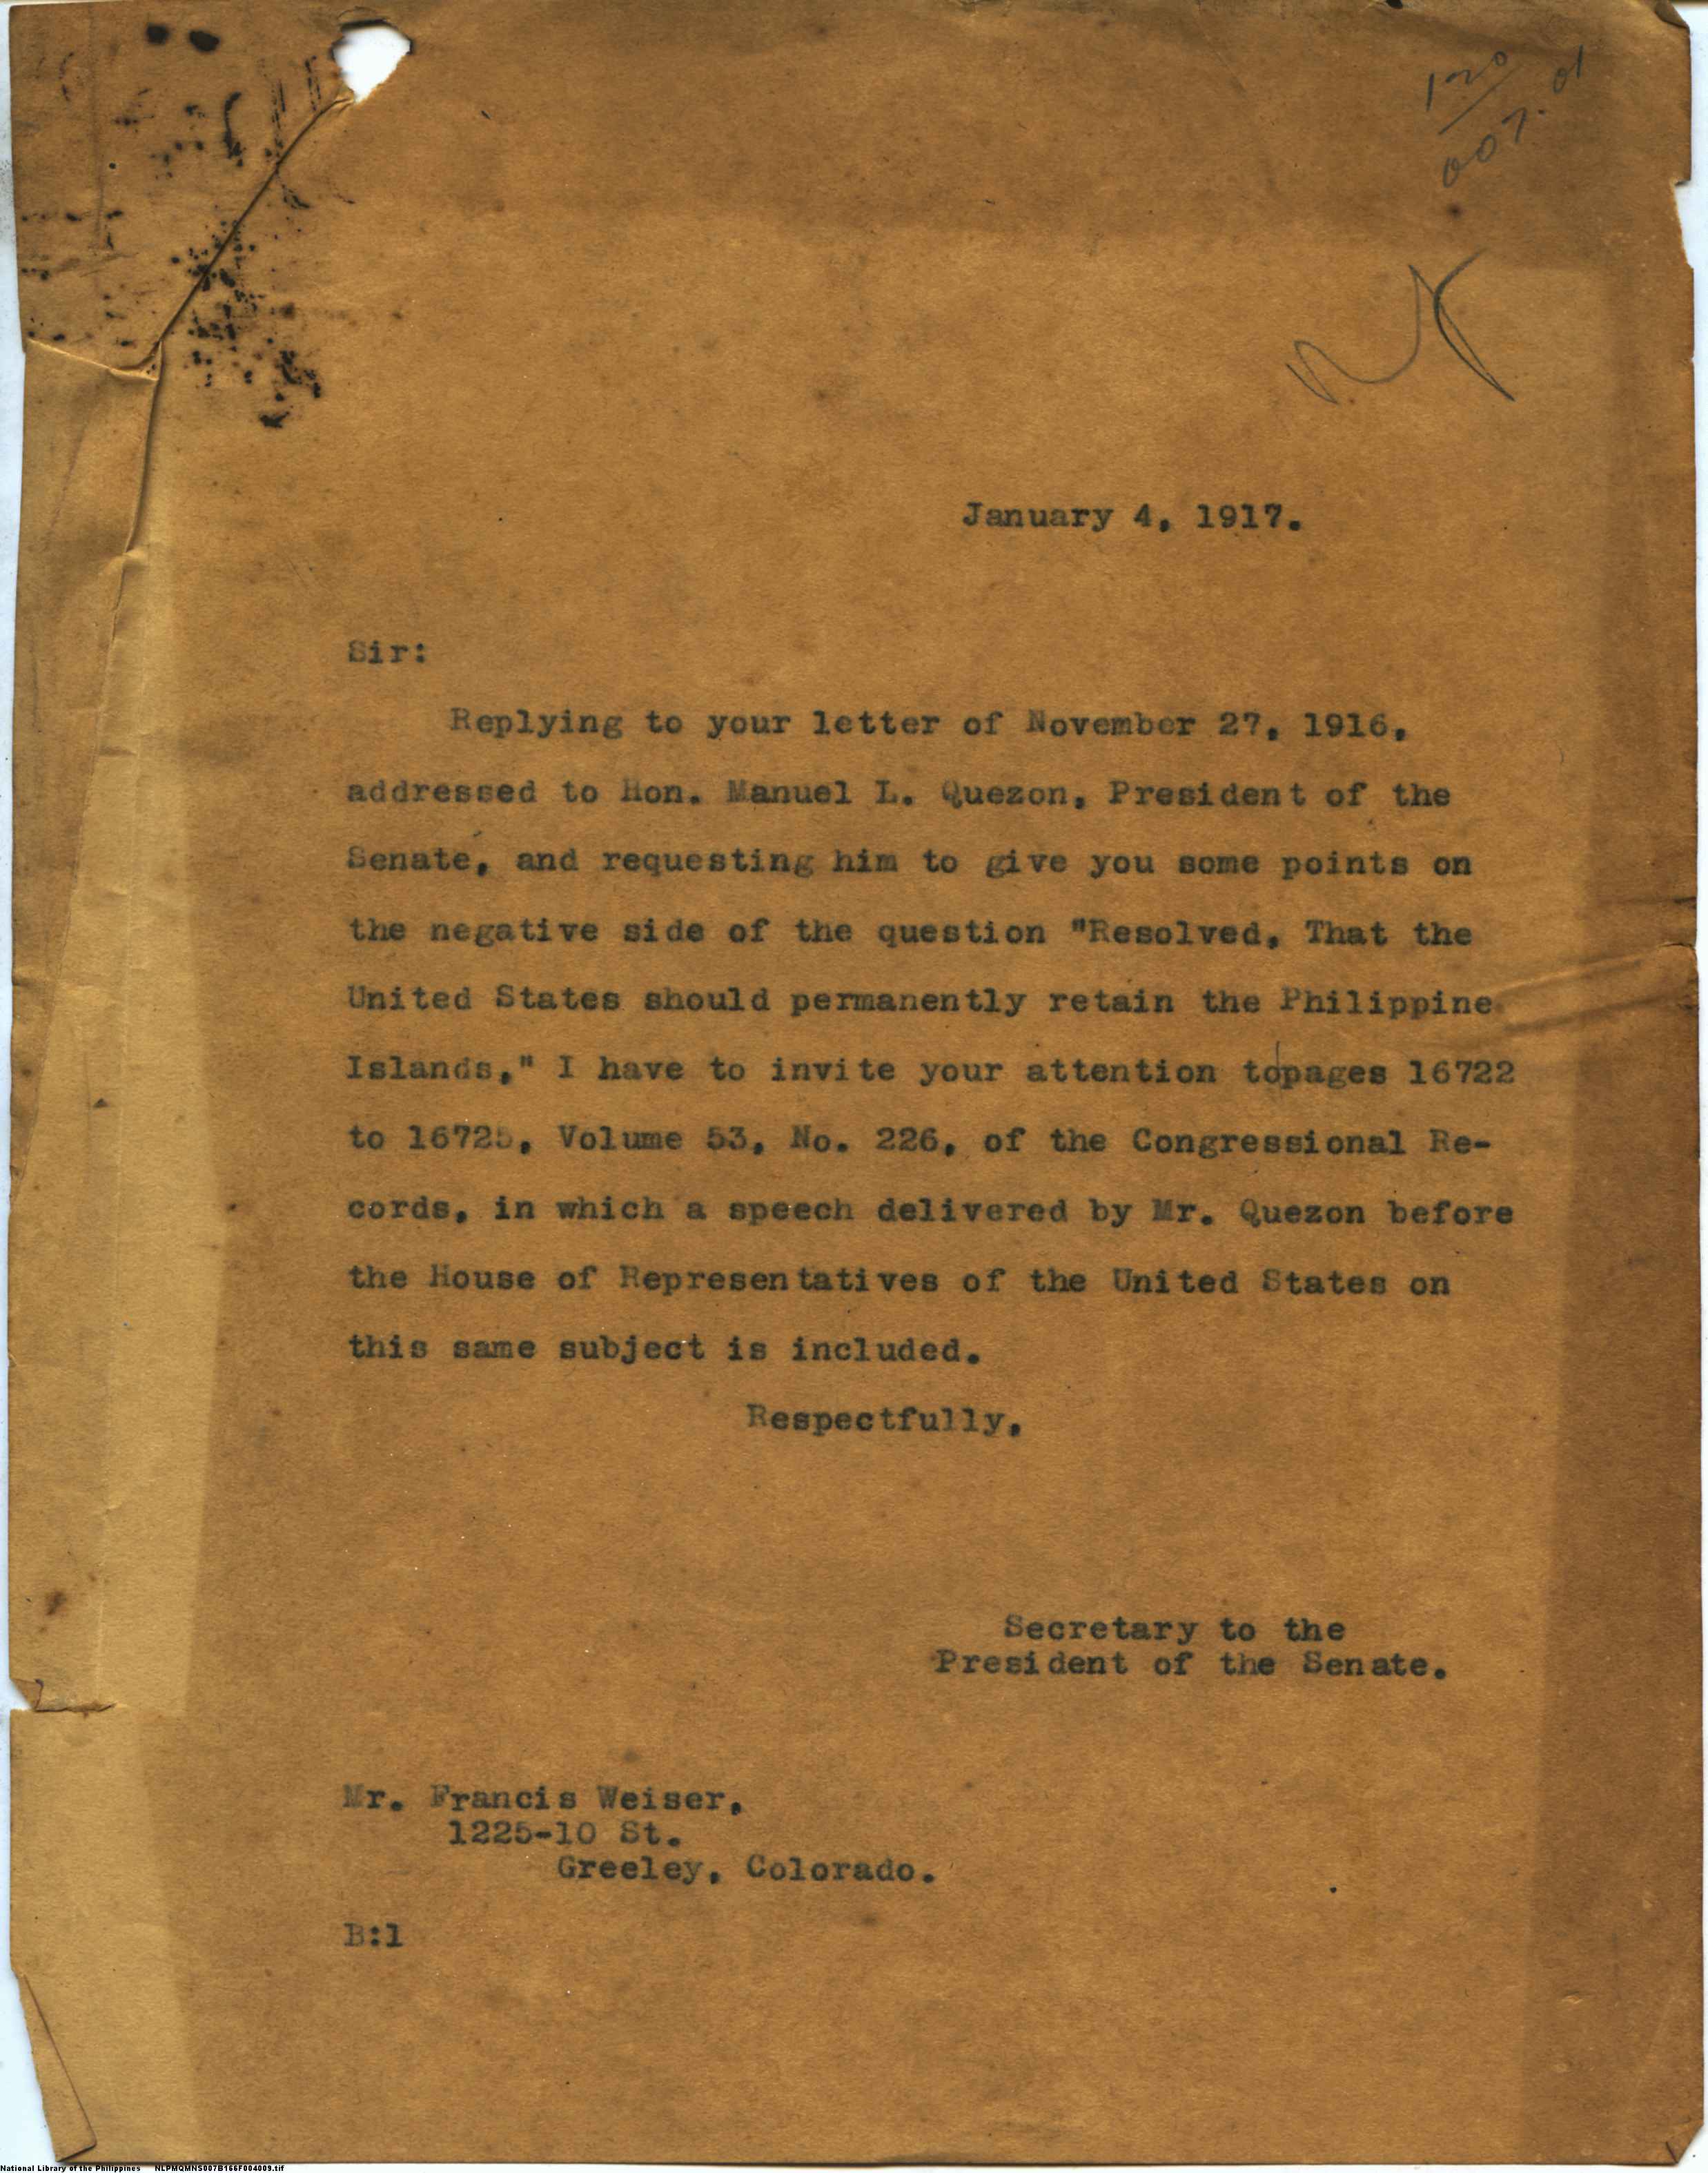 120
007.01
January 4, 1917.
Sir:
Replying to your letter of November 27, 1916,
addressed to Hon. Manuel L. Quezon, President of the
Senate, and requesting him to give you some points on
the negative side of the question "Resolved, That the
United States should permanently retain the Philippine
Islands," I have to invite your attention topages 16722
to 16725, Volume 53, No. 226, of the Congressional Re-
cords, in which a speech delivered by Mr. Quezon before
the House of Representatives of the United States on
this same subject is included.
Respectfully,
Secretary to the
President of the Senate.
Mr. Francis Weiser,
1225-10 St.
Greeley, Colorado.
B:l
National Library of the Philippines NLPMQMNS007B166F004009.tif